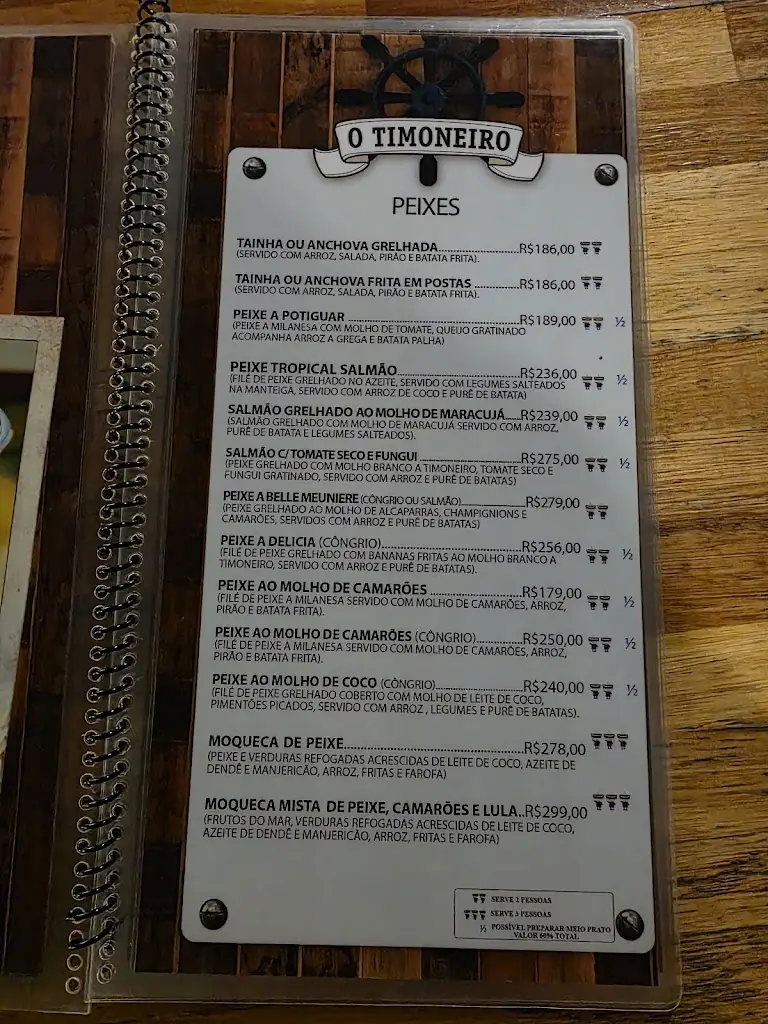 O TIMONEIRO
PEIXES
TAINHA OU ANCHOVA GRELHADA..........................R$186,00
(SERVIDO COM ARROZ, SALADA, PIRÃO E BATATA FRITA).
TAINHA OU ANCHOVA FRITA EM POSTAS ...............R$186,00
(SERVIDO COM ARROZ, SALADA, PIRÃO E BATATA FRITA).
PEIXE A POTIGUAR ........................................................R$189,00 ½
(PEIXE A MILANESA COM MOLHO DE TOMATE, QUEIJO GRATINADO
ACOMPANHA ARROZ A GREGA E BATATA PALHA)
PEIXE TROPICAL SALMÃO.........................................R$236,00 ½
(FILÉ DE PEIXE GRELHADO NO AZEITE, SERVIDO COM LEGUMES SALTEADOS
NA MANTEIGA, SERVIDO COM ARROZ DE COCO E PURÊ DE BATATA)
SALMÃO GRELHADO AO MOLHO DE MARACUJÁ.....R$239,00 ½
(SALMÃO GRELHADO COM MOLHO DE MARACUJÁ SERVIDO COM ARROZ,
PURÊ DE BATATA E LEGUMES SALTEADOS).
SALMÃO C/ TOMATE SECO E FUNGUI ..................................R$275,00 ½
(PEIXE GRELHADO COM MOLHO BRANCO A TIMONEIRO, TOMATE SECO E
FUNGUI GRATINADO, SERVIDO COM ARROZ E PURÊ DE BATATAS)
PEIXE A BELLE MEUNIERE (CÔNGRIO OU SALMÃO)....................R$279,00
(PEIXE GRELHADO AO MOLHO DE ALCAPARRAS, CHAMPIGNIONS E
CAMARÕES, SERVIDOS COM ARROZ E PURÊ DE BATATAS)
PEIXE A DELICIA (CÔNGRIO)..............................................R$256,00 ½
(FILÉ DE PEIXE GRELHADO COM BANANAS FRITAS AO MOLHO BRANCO A
TIMONEIRO, SERVIDO COM ARROZ E PURÊ DE BATATAS).
PEIXE AO MOLHO DE CAMARÕES ..............................R$179,00 ½
(FILÉ DE PEIXE A MILANESA SERVIDO COM MOLHO DE CAMARÕES, ARROZ,
PIRÃO E BATATA FRITA).
PEIXE AO MOLHO DE CAMARÕES (CÔNGRIO)...............R$250,00 ½
(FILÉ DE PEIXE A MILANESA SERVIDO COM MOLHO DE CAMARÕES, ARROZ,
PIRÃO E BATATA FRITA).
PEIXE AO MOLHO DE COCO (CÔNGRIO)............................R$240,00 ½
(FILÉ DE PEIXE GRELHADO COBERTO COM MOLHO DE LEITE DE COCO,
PIMENTÕES PICADOS, SERVIDO COM ARROZ , LEGUMES E PURÊ DE BATATAS).
MOQUECA DE PEIXE.......................................................R$278,00
(PEIXE E VERDURAS REFOGADAS ACRESCIDAS DE LEITE DE COCO, AZEITE DE
DENDÊ E MANJERICÃO, ARROZ, FRITAS E FAROFA)
MOQUECA MISTA DE PEIXE, CAMARÕES E LULA..R$299,00
(FRUTOS DO MAR, VERDURAS REFOGADAS ACRESCIDAS DE LEITE DE COCO,
AZEITE DE DENDÊ E MANJERICÃO, ARROZ, FRITAS E FAROFA)
SERVE 2 PESSOAS
SERVE 3 PESSOAS
½ POSSÍVEL PREPARAR MEIO PRATO
VALOR 60% TOTAL